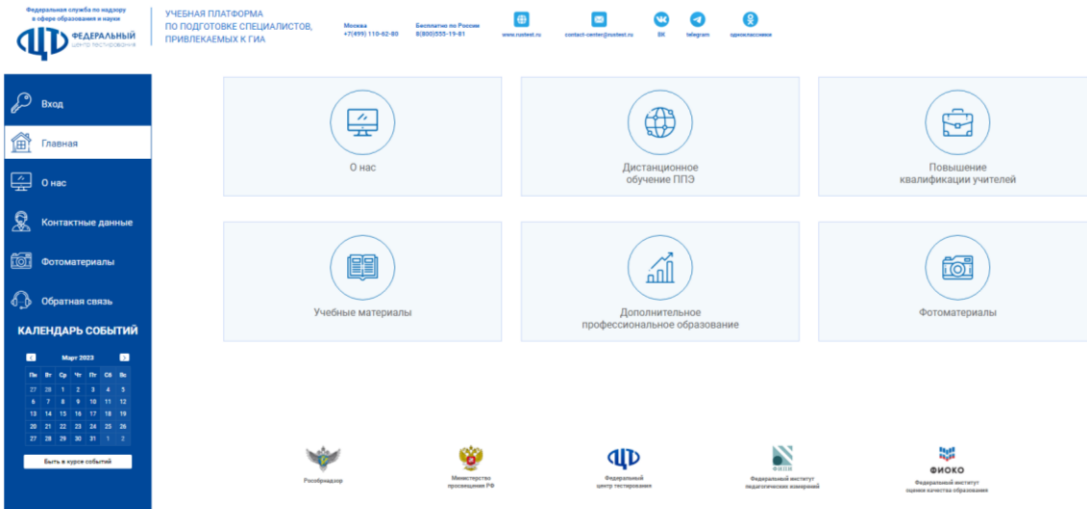 Федеральная служба по надзору
в сфере образования и науки
ФЕДЕРАЛЬНЫЙ
ЦЕНТР ТЕСТИРОВАНИЯ
УЧЕБНАЯ ПЛАТФОРМА
ПО ПОДГОТОВКЕ СПЕЦИАЛИСТОВ,
ПРИВЛЕКАЕМЫХ К ГИА
Москва
+7(499) 110-62-80
Бесплатно по России
8(800)555-19-81
www.rustest.ru
contact-center@rustest.ru
ВК
telegram
одноклассники
Вход
Главная
О нас
Контактные данные
Фотоматериалы
Обратная связь
КАЛЕНДАРЬ СОБЫТИЙ
Март 2023
Пн Вт Ср Чт Пт Сб Вс
27 28 1 2 3 4 5
6 7 8 9 10 11 12
13 14 15 16 17 18 19
20 21 22 23 24 25 26
27 28 29 30 31 1 2
Быть в курсе событий
О нас
Дистанционное
обучение ППЭ
Повышение
квалификации учителей
Учебные материалы
Дополнительное
профессиональное образование
Фотоматериалы
Рособрнадзор
Министерство
просвещения РФ
Федеральный
центр тестирования
ФИПИ
Федеральный институт
педагогических измерений
ФИОКО
Федеральный институт
оценки качества образования